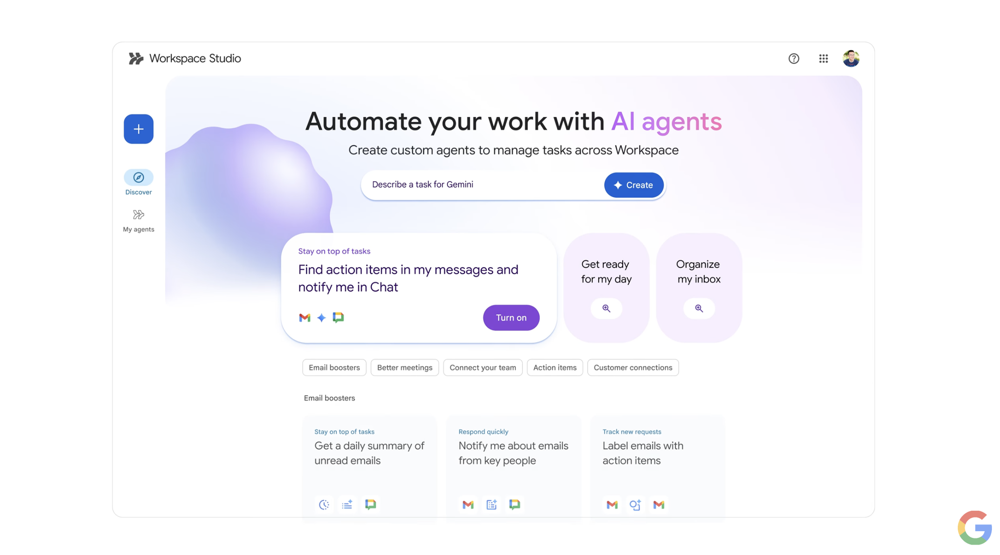 Workspace Studio
Automate your work with AI agents
Create custom agents to manage tasks across Workspace
Describe a task for Gemini
Create
Discover
My agents
Stay on top of tasks
Find action items in my messages and
notify me in Chat
Turn on
Get ready
for my day
Organize
my inbox
Email boosters
Better meetings
Connect your team
Action items
Customer connections
Email boosters
Stay on top of tasks
Get a daily summary of
unread emails
Respond quickly
Notify me about emails
from key people
Track new requests
Label emails with
action items